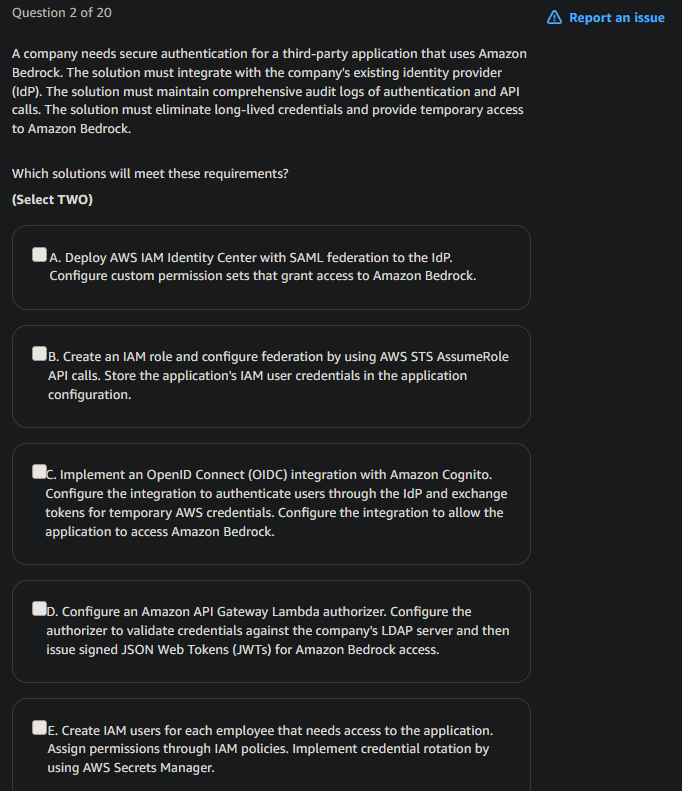 Question 2 of 20
Report an issue
A company needs secure authentication for a third-party application that uses Amazon
Bedrock. The solution must integrate with the company's existing identity provider
(IdP). The solution must maintain comprehensive audit logs of authentication and API
calls. The solution must eliminate long-lived credentials and provide temporary access
to Amazon Bedrock.
Which solutions will meet these requirements?
(Select TWO)
A. Deploy AWS IAM Identity Center with SAML federation to the IdP.
Configure custom permission sets that grant access to Amazon Bedrock.
B. Create an IAM role and configure federation by using AWS STS AssumeRole
API calls. Store the application's IAM user credentials in the application
configuration.
C. Implement an OpenID Connect (OIDC) integration with Amazon Cognito.
Configure the integration to authenticate users through the IdP and exchange
tokens for temporary AWS credentials. Configure the integration to allow the
application to access Amazon Bedrock.
D. Configure an Amazon API Gateway Lambda authorizer. Configure the
authorizer to validate credentials against the company's LDAP server and then
issue signed JSON Web Tokens (JWTs) for Amazon Bedrock access.
E. Create IAM users for each employee that needs access to the application.
Assign permissions through IAM policies. Implement credential rotation by
using AWS Secrets Manager.